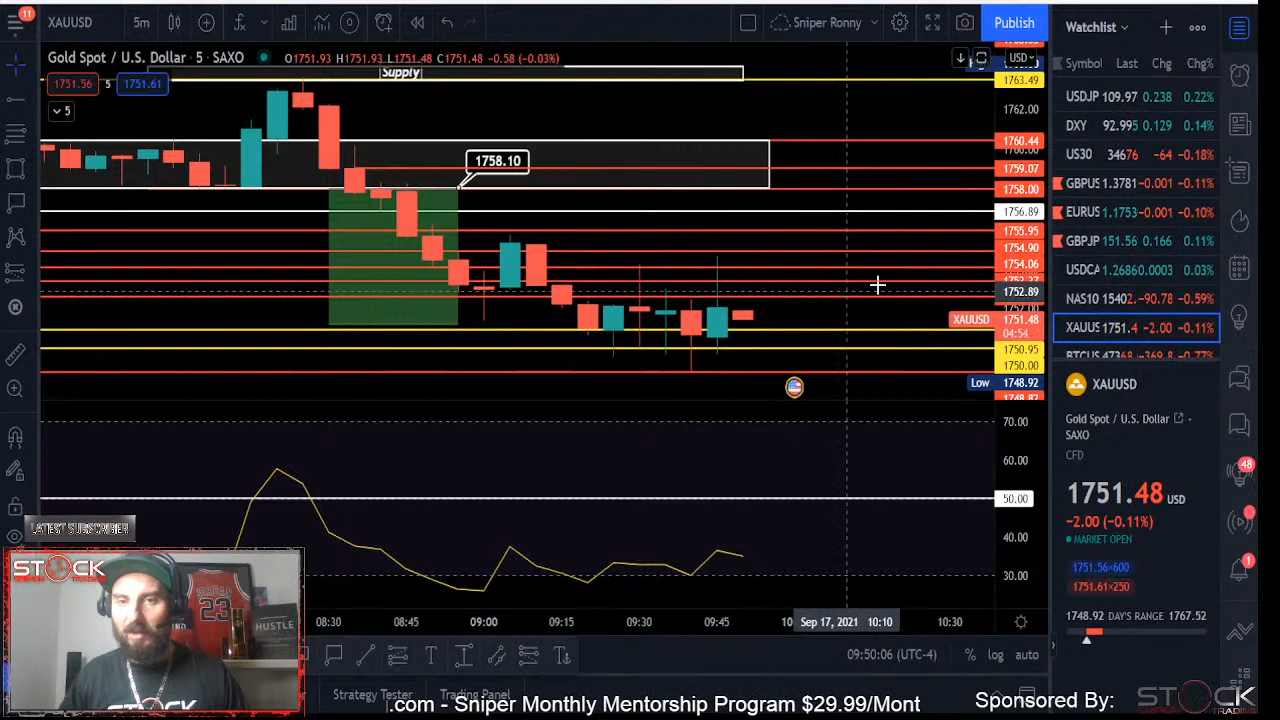 11
XAUUSD
5m
Sniper Ronny
Publish
Gold Spot / U.S. Dollar · 5 · SAXO
O1751.93 H1751.93 L1751.48 C1751.48 -0.58 (-0.03%)
1751.56
5
1751.61
5
Supply
1758.10
USD
1763.49
1762.00
1760.44
1759.07
1758.00
1756.89
1755.95
1754.90
1754.06
1752.89
XAUUSD 1751.48
04:54
1750.95
1750.00
Low 1748.92
70.00
60.00
50.00
40.00
30.00
08:30
08:45
09:00
09:15
09:30
09:45
Sep 17, 2021 10:10
10:30
09:50:06 (UTC-4)
% log auto
Strategy Tester
Trading Panel
Watchlist
Symbol Last Chg Chg%
USDJP 109.97 0.238 0.22%
DXY 92.995 0.129 0.14%
US30 34676 -64 -0.18%
GBPUS 1.3781 -0.001 -0.11%
EURUS 1.1753 -0.001 -0.10%
GBPJP 151.56 0.166 0.11%
USDCA 1.26860 0.0003 0.03%
NAS10 15402. -90.78 -0.59%
XAUUS 1751.4 -2.00 -0.11%
BTCUS 47368 -369.8 -0.77%
XAUUSD
Gold Spot / U.S. Dollar
SAXO
CFD
1751.48 USD
-2.00 (-0.11%)
MARKET OPEN
1751.56×600
1751.61×250
1748.92 DAY'S RANGE 1767.52
48
1
LATEST SUBSCRIBER
STOCK
23
HUSTLE
.com - Sniper Monthly Mentorship Program $29.99/Mont
Sponsored By:
STOCK